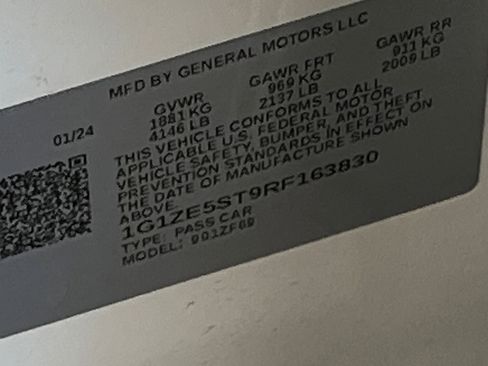 MFD BY GENERAL MOTORS LLC
01/24
GVWR GAWR FRT GAWR RR
1881 KG 969 KG 911 KG
4146 LB 2137 LB 2009 LB
THIS VEHICLE CONFORMS TO ALL
APPLICABLE U.S. FEDERAL MOTOR
VEHICLE SAFETY, BUMPER, AND THEFT
PREVENTION STANDARDS IN EFFECT ON
THE DATE OF MANUFACTURE SHOWN
ABOVE.
1G1ZE5ST9RF163830
TYPE: PASS CAR
MODEL: